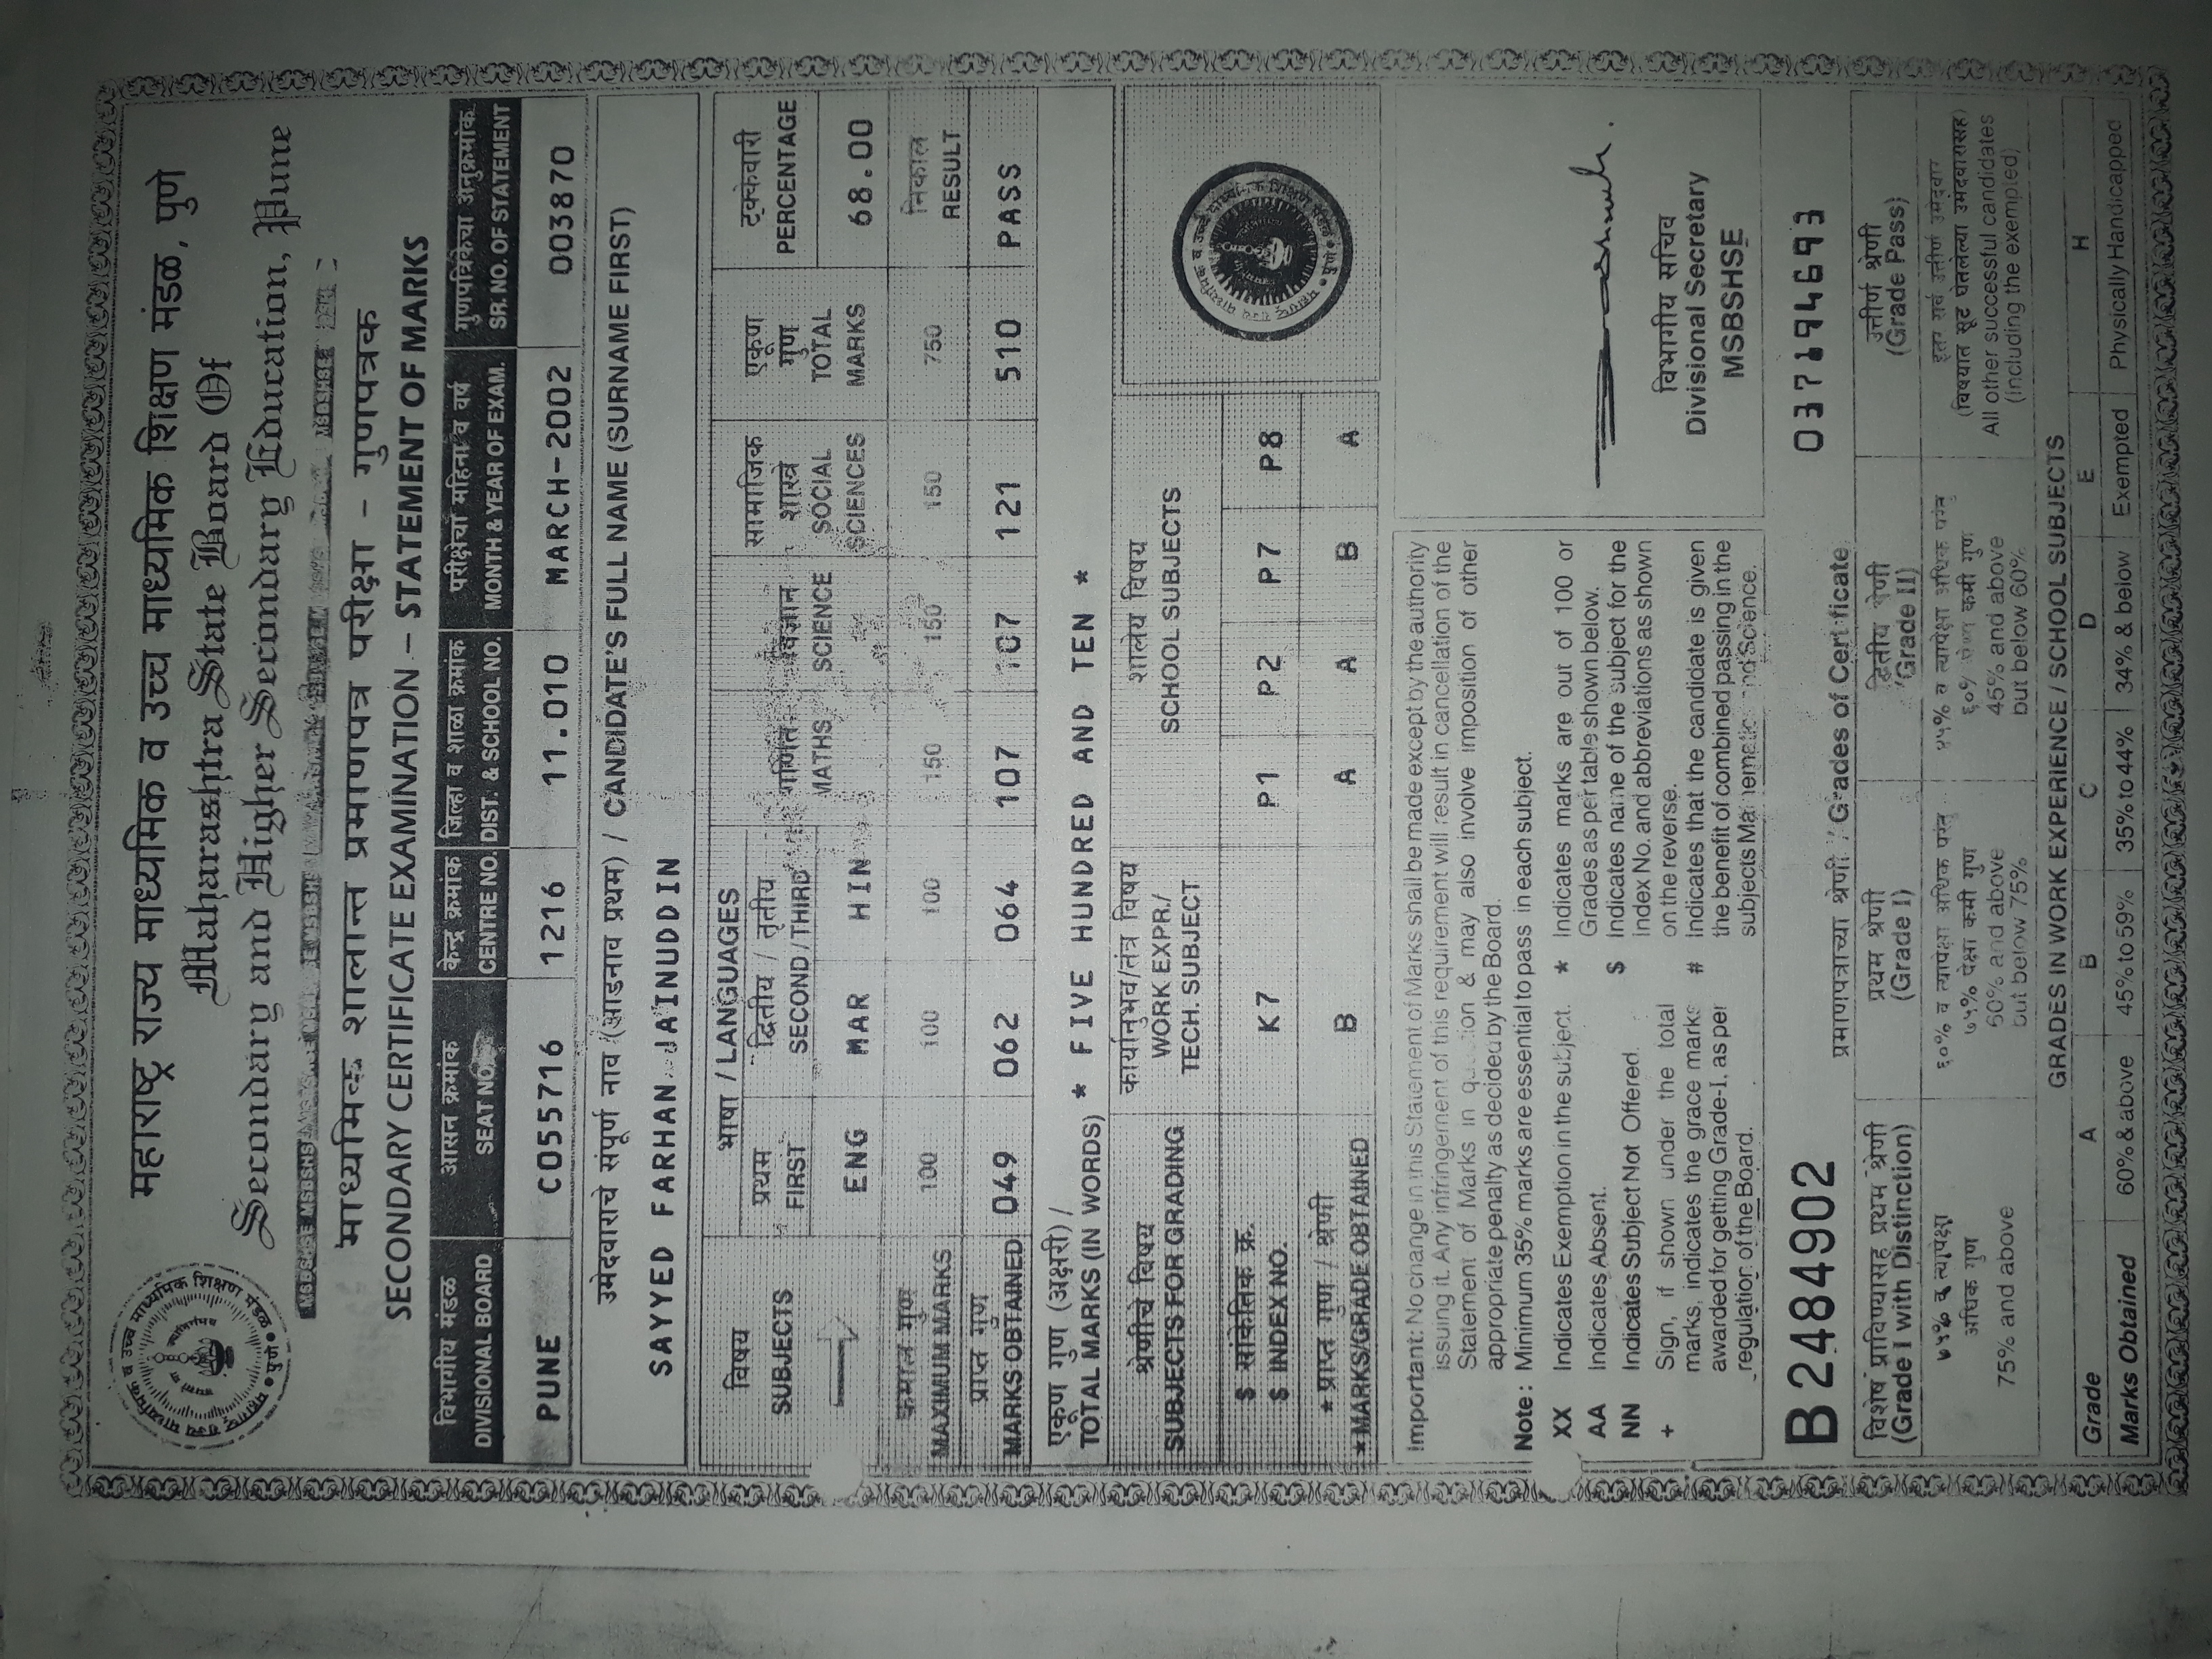 महाराष्ट्र राज्य माध्यमिक व उच्च माध्यमिक शिक्षण मंडळ, पुणे
Maharashtra State Board Of
Secondary and Higher Secondary Education, Pune
MSBSHSE MSBSHSE
माध्यमिक शालान्त प्रमाणपत्र परीक्षा - गुणपत्रक
SECONDARY CERTIFICATE EXAMINATION – STATEMENT OF MARKS
विभागीय मंडळ आसन क्रमांक केन्द्र क्रमांक जिल्हा व शाळा क्रमांक परीक्षेचा महिना व वर्ष गुणपत्रिकेचा अनुक्रमांक
DIVISIONAL BOARD SEAT NO. CENTRE NO. DIST. & SCHOOL NO. MONTH & YEAR OF EXAM. SR. NO. OF STATEMENT
PUNE C055716 1216 11.010 MARCH-2002 003870
उमेदवाराचे संपूर्ण नाव (आडनाव प्रथम) / CANDIDATE'S FULL NAME (SURNAME FIRST)
SAYYED FARHAN JAINUDDIN
विषय
SUBJECTS
भाषा / LANGUAGES
प्रथम
FIRST
द्वितीय / तृतीय
SECOND / THIRD
ENG MAR HIN
गणित
MATHS
विज्ञान
SCIENCE
सामाजिक
शास्त्रे
SOCIAL
SCIENCES
एकूण
गुण
TOTAL
MARKS
टक्केवारी
PERCENTAGE
68.00
कमाल गुण
MAXIMUM MARKS 100 100 100 150 150 150 750
निकाल
RESULT
प्राप्त गुण
MARKS OBTAINED 049 062 064 107 107 121 510 PASS
एकूण गुण (अक्षरी) /
TOTAL MARKS (IN WORDS) * FIVE HUNDRED AND TEN *
श्रेणीचे विषय
SUBJECTS FOR GRADING
कार्यानुभव/तंत्र विषय
WORK EXPR./
TECH. SUBJECT
शालेय विषय
SCHOOL SUBJECTS
$ सांकेतिक क्र.
$ INDEX NO. K7 P1 P2 P7 P8
* प्राप्त गुण / श्रेणी
* MARKS/GRADE OBTAINED B A A B A
Important: No change in this Statement of Marks shall be made except by the authority
issuing it. Any infringement of this requirement will result in cancellation of the
Statement of Marks in question & may also involve imposition of other
appropriate penalty as decided by the Board.
Note : Minimum 35% marks are essential to pass in each subject.
XX Indicates Exemption in the subject.
AA Indicates Absent.
NN Indicates Subject Not Offered.
+ Sign, if shown under the total
marks, indicates the grace marks
awarded for getting Grade-I, as per
regulation of the Board.
* Indicates marks are out of 100 or
Grades as per table shown below.
$ Indicates name of the subject for the
Index No. and abbreviations as shown
on the reverse.
# Indicates that the candidate is given
the benefit of combined passing in the
subjects Mathematics and Science.
विभागीय सचिव
Divisional Secretary
MSBSHSE
B 2484902
037194693
प्रमाणपत्राच्या श्रेणी / Grades of Certificate
विशेष प्राविण्यासह प्रथम श्रेणी
(Grade I with Distinction)
प्रथम श्रेणी
(Grade I)
द्वितीय श्रेणी
(Grade II)
उत्तीर्ण श्रेणी
(Grade Pass)
७५% व त्यापेक्षा
अधिक गुण
75% and above
६०% व त्यापेक्षा अधिक परंतु
७५% पेक्षा कमी गुण
60% and above
but below 75%
४५% व त्यापेक्षा अधिक परंतु
६०% पेक्षा कमी गुण
45% and above
but below 60%
इतर सर्व उत्तीर्ण उमेदवार
(विषयात सूट घेतलेल्या उमेदवारासह)
All other successful candidates
(including the exempted)
GRADES IN WORK EXPERIENCE / SCHOOL SUBJECTS
Grade A B C D E H
Marks Obtained 60% & above 45% to 59% 35% to 44% 34% & below Exempted Physically Handicapped